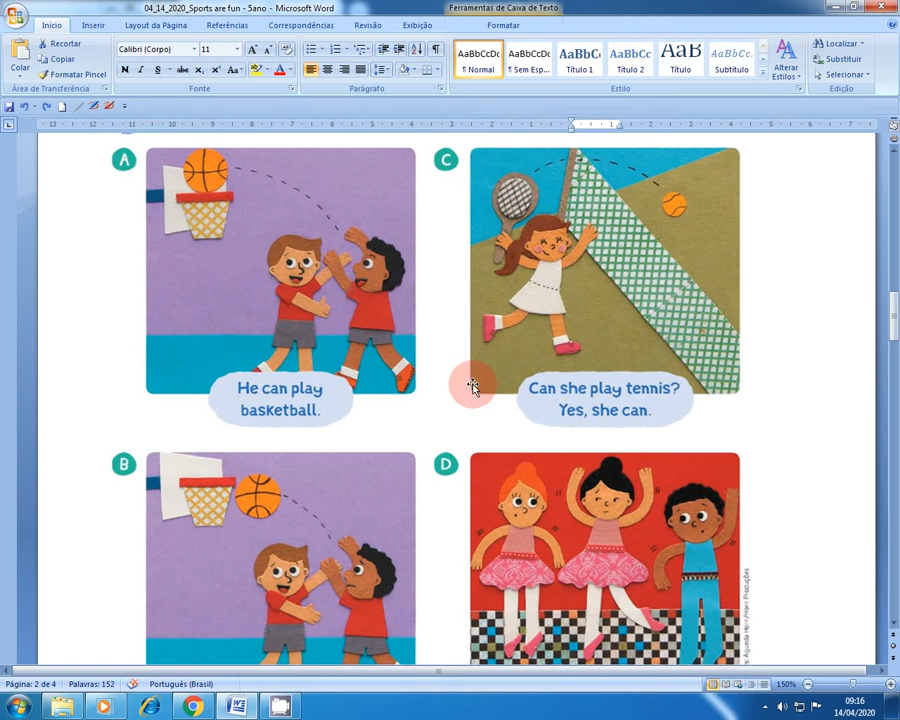 04_14_2020_Sports are fun - 5ano - Microsoft Word
Ferramentas de Caixa de Texto
Início Inserir Layout da Página Referências Correspondências Revisão Exibição Formatar
Recortar
Copiar
Formatar Pincel
Colar
Área de Transferência
Calibri (Corpo) 11
Fonte
Parágrafo
AaBbCcDc AaBbCcDc AaBbC AaBbCc AaB AaBbCc.
¶ Normal ¶ Sem Esp... Título 1 Título 2 Título Subtítulo
Alterar
Estilos
Estilo
Localizar
Substituir
Selecionar
Edição
A
He can play
basketball.
C
Can she play tennis?
Yes, she can.
B
D
Página: 2 de 4 Palavras: 152 Português (Brasil) 150%
09:16
14/04/2020